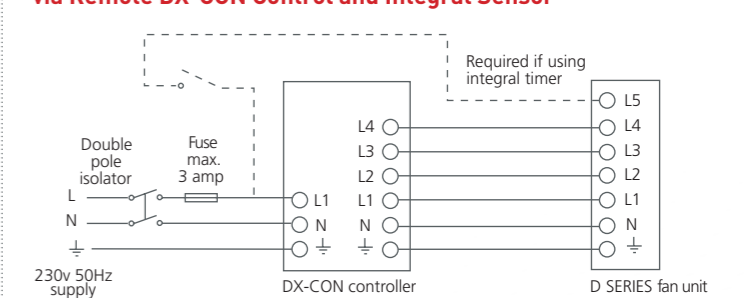 via Remote DX-CON Control and Integral Sensor
Required if using
integral timer
L5
L4
L4
L3
L3
Double
pole
isolator
Fuse
max.
3 amp
L2
L2
L
L1
L1
L1
N
N
N
N
230v 50Hz
supply
DX-CON controller
D SERIES fan unit